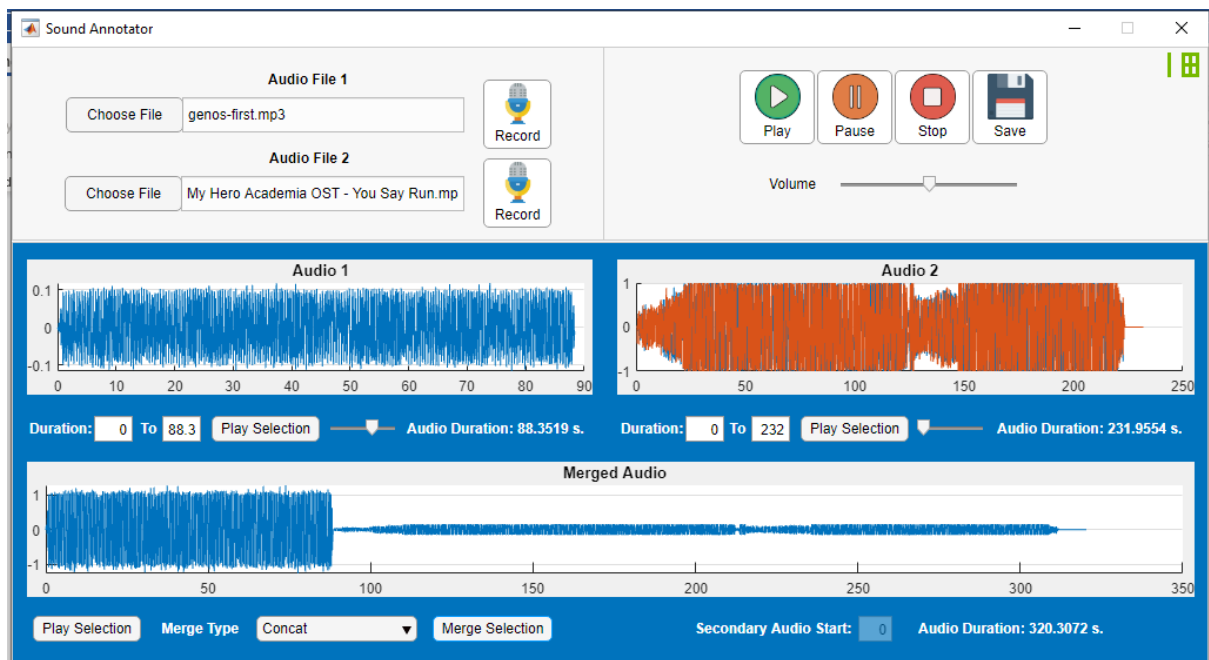 Sound Annotator
Audio File 1
Choose File genos-first.mp3
Record
Audio File 2
Choose File My Hero Academia OST - You Say Run.mp
Record
Play Pause Stop Save
Volume
Audio 1
0.1
0
-0.1
0 10 20 30 40 50 60 70 80 90
Duration: 0 To 88.3 Play Selection Audio Duration: 88.3519 s.
Audio 2
1
0
-1
0 50 100 150 200 250
Duration: 0 To 232 Play Selection Audio Duration: 231.9554 s.
Merged Audio
1
0
-1
0 50 100 150 200 250 300 350
Play Selection Merge Type Concat Merge Selection Secondary Audio Start: 0 Audio Duration: 320.3072 s.